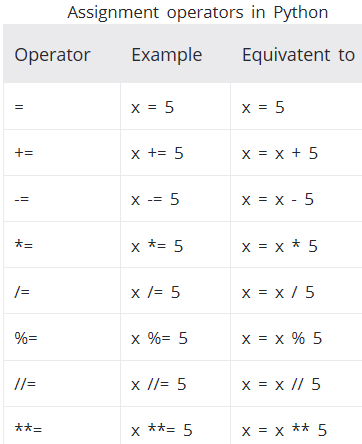 Assignment operators in Python
Operator Example Equivatent to
= x = 5 x = 5
+= x += 5 x = x + 5
-= x -= 5 x = x - 5
*= x *= 5 x = x * 5
/= x /= 5 x = x / 5
%= x %= 5 x = x % 5
//= x //= 5 x = x // 5
**= x **= 5 x = x ** 5